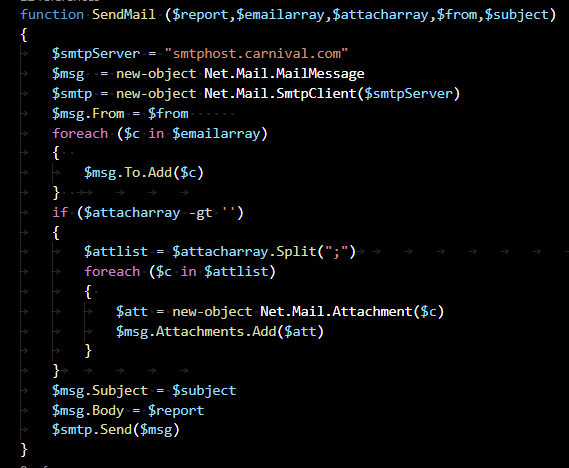 function SendMail ($report,$emailarray,$attacharray,$from,$subject)
{
$smtpServer = "smtphost.carnival.com"
$msg  = new-object Net.Mail.MailMessage
$smtp = new-object Net.Mail.SmtpClient($smtpServer)
$msg.From = $from
foreach ($c in $emailarray)
{
$msg.To.Add($c)
}
if ($attacharray -gt '')
{
$attlist = $attacharray.Split(";")
foreach ($c in $attlist)
{
$att = new-object Net.Mail.Attachment($c)
$msg.Attachments.Add($att)
}
}
$msg.Subject = $subject
$msg.Body = $report
$smtp.Send($msg)
}